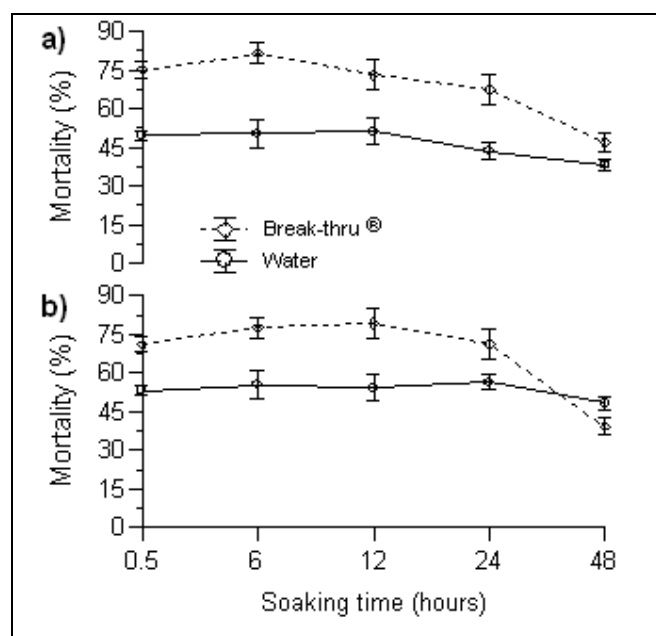 a)
Mortality (%)
90
75
60
45
30
15
0
Break-thru ®
Water
b)
Mortality (%)
90
75
60
45
30
15
0
0.5 6 12 24 48
Soaking time (hours)